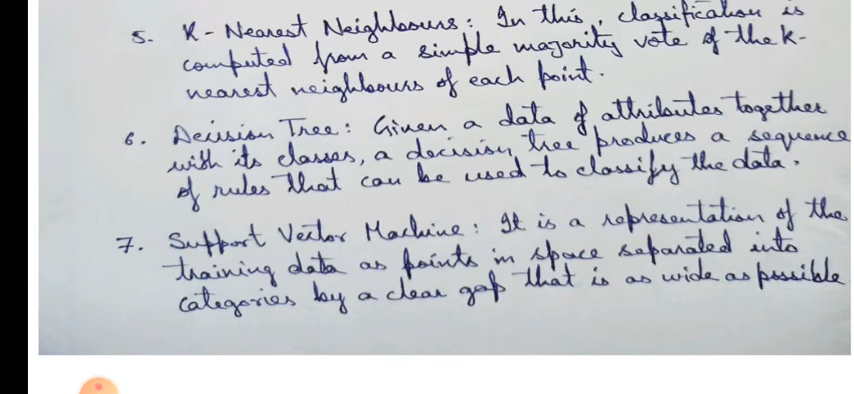 5. K-Nearest Neighbours: In this, classification is
computed from a simple majority vote of the k-
nearest neighbours of each point.
6. Decision Tree: Given a data of attributes together
with its classes, a decision tree produces a sequence
of rules that can be used to classify the data.
7. Support Vector Machine: It is a representation of the
training data as points in space separated into
categories by a clear gap that is as wide as possible